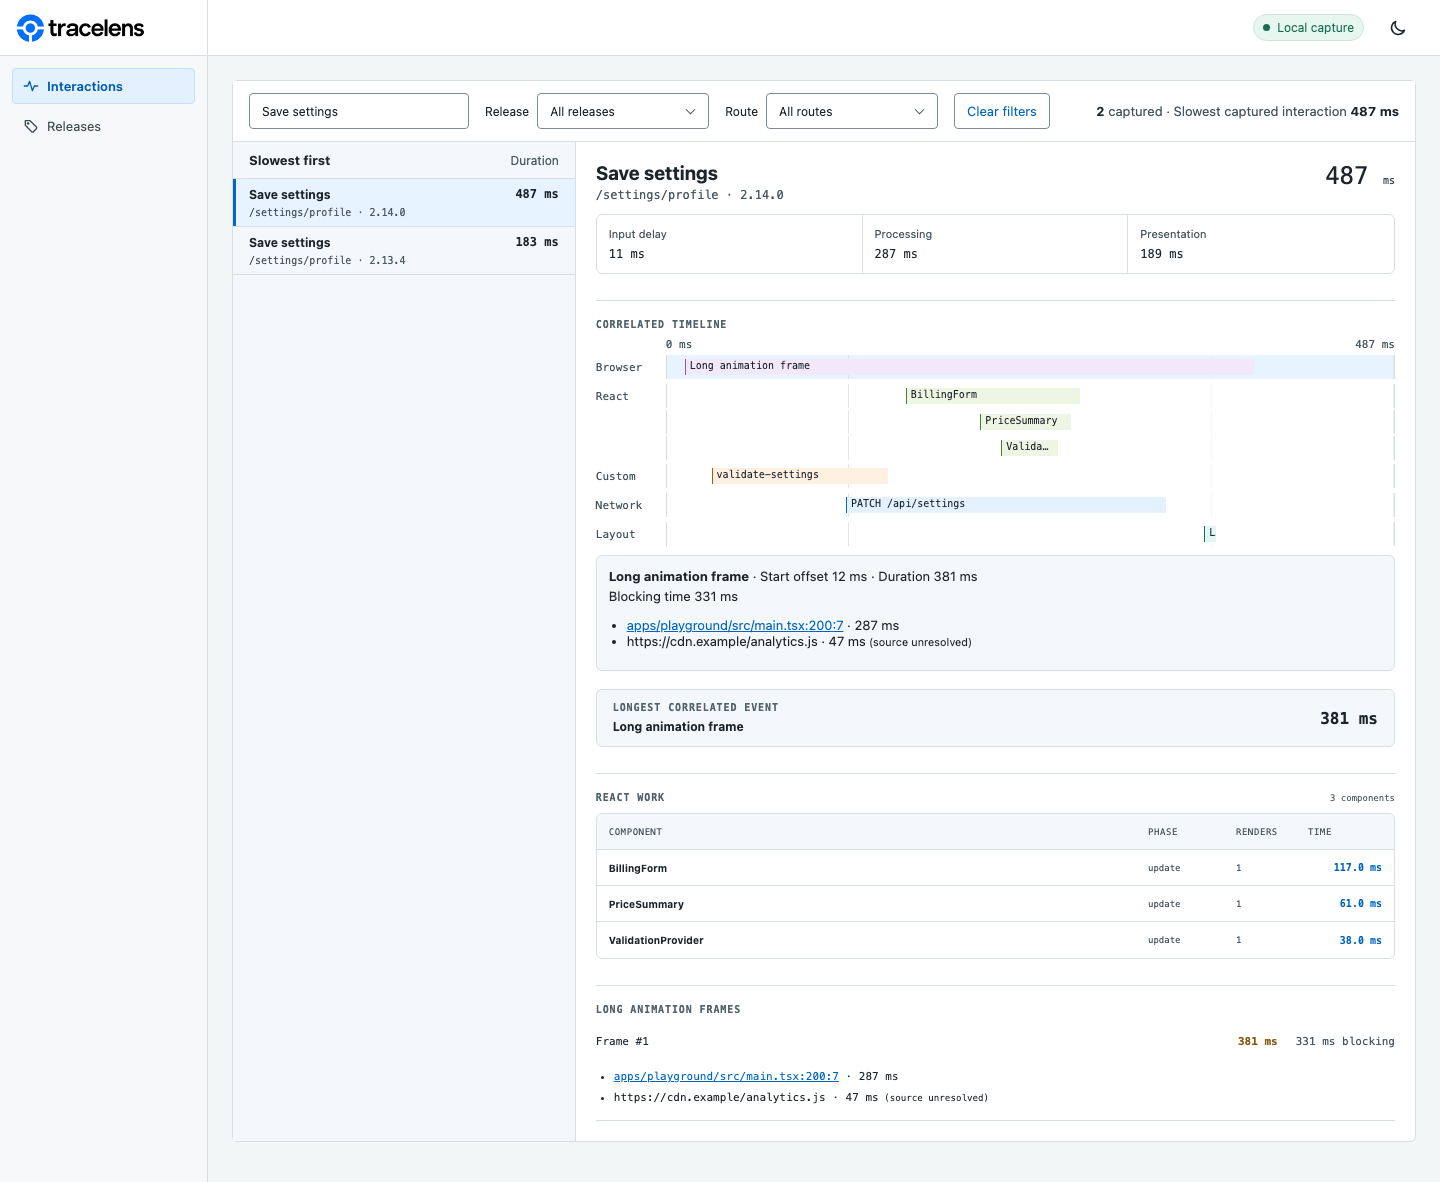 tracelens
Local capture
Interactions
Releases
Save settings
Release
All releases
Route
All routes
Clear filters
2 captured · Slowest captured interaction 487 ms
Slowest first
Duration
Save settings
487 ms
/settings/profile · 2.14.0
Save settings
183 ms
/settings/profile · 2.13.4
Save settings
487 ms
/settings/profile · 2.14.0
Input delay
11 ms
Processing
287 ms
Presentation
189 ms
CORRELATED TIMELINE
0 ms
487 ms
Browser
Long animation frame
React
BillingForm
PriceSummary
Valida…
Custom
validate-settings
Network
PATCH /api/settings
Layout
L
Long animation frame · Start offset 12 ms · Duration 381 ms
Blocking time 331 ms
• apps/playground/src/main.tsx:200:7 · 287 ms
• https://cdn.example/analytics.js · 47 ms (source unresolved)
LONGEST CORRELATED EVENT
Long animation frame
381 ms
REACT WORK
3 components
COMPONENT PHASE RENDERS TIME
BillingForm update 1 117.0 ms
PriceSummary update 1 61.0 ms
ValidationProvider update 1 38.0 ms
LONG ANIMATION FRAMES
Frame #1
381 ms 331 ms blocking
• apps/playground/src/main.tsx:200:7 · 287 ms
• https://cdn.example/analytics.js · 47 ms (source unresolved)